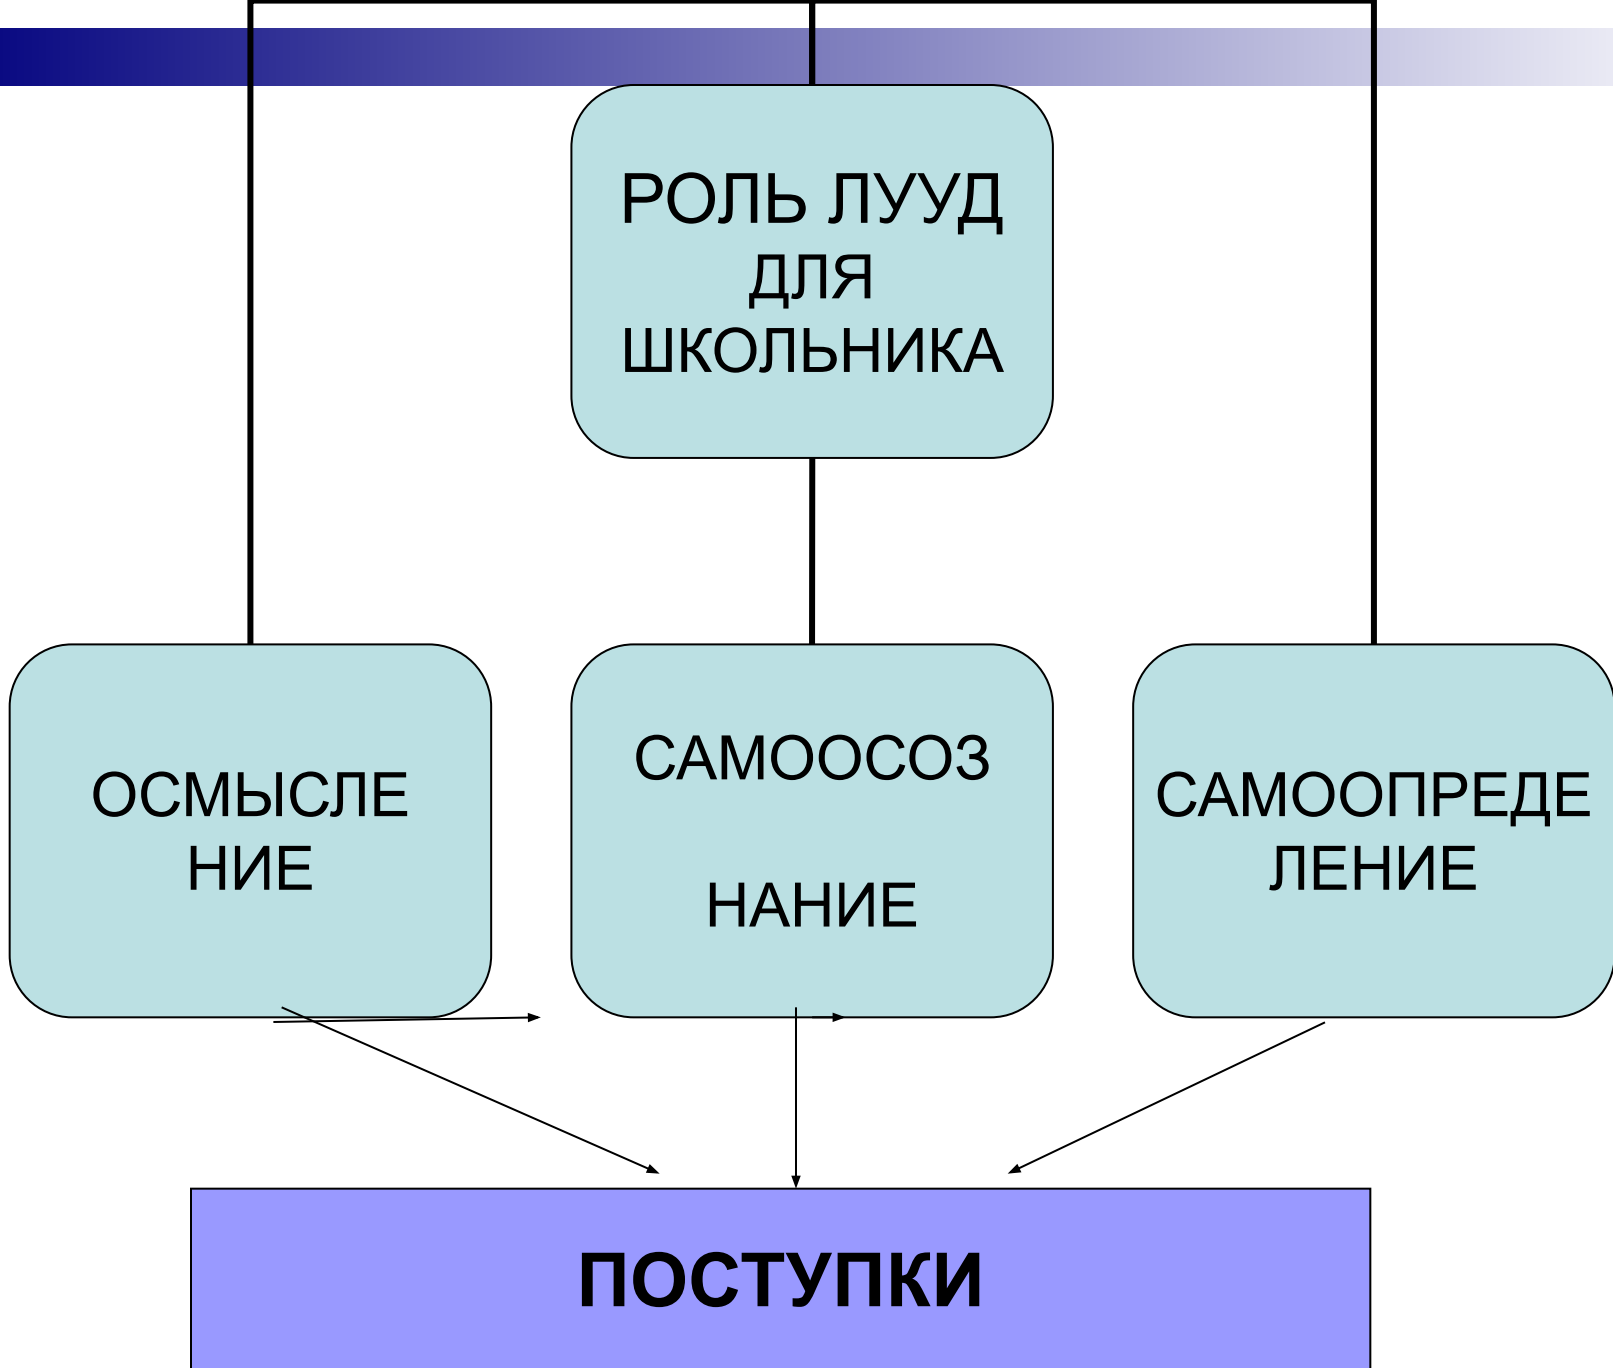 РОЛЬ ЛУУД
ДЛЯ
ШКОЛЬНИКА
ОСМЫСЛЕ
НИЕ
САМООСОЗ
НАНИЕ
САМООПРЕДЕ
ЛЕНИЕ
ПОСТУПКИ